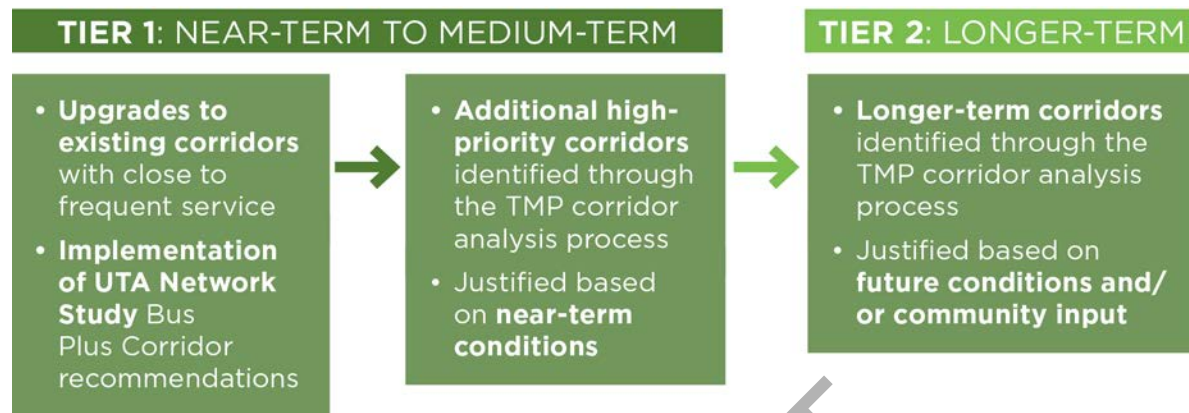 TIER 1: NEAR-TERM TO MEDIUM-TERM
• Upgrades to
existing corridors
with close to
frequent service
• Implementation
of UTA Network
Study Bus
Plus Corridor
recommendations
• Additional high-
priority corridors
identified through
the TMP corridor
analysis process
• Justified based
on near-term
conditions
TIER 2: LONGER-TERM
• Longer-term corridors
identified through the
TMP corridor analysis
process
• Justified based on
future conditions and/
or community input